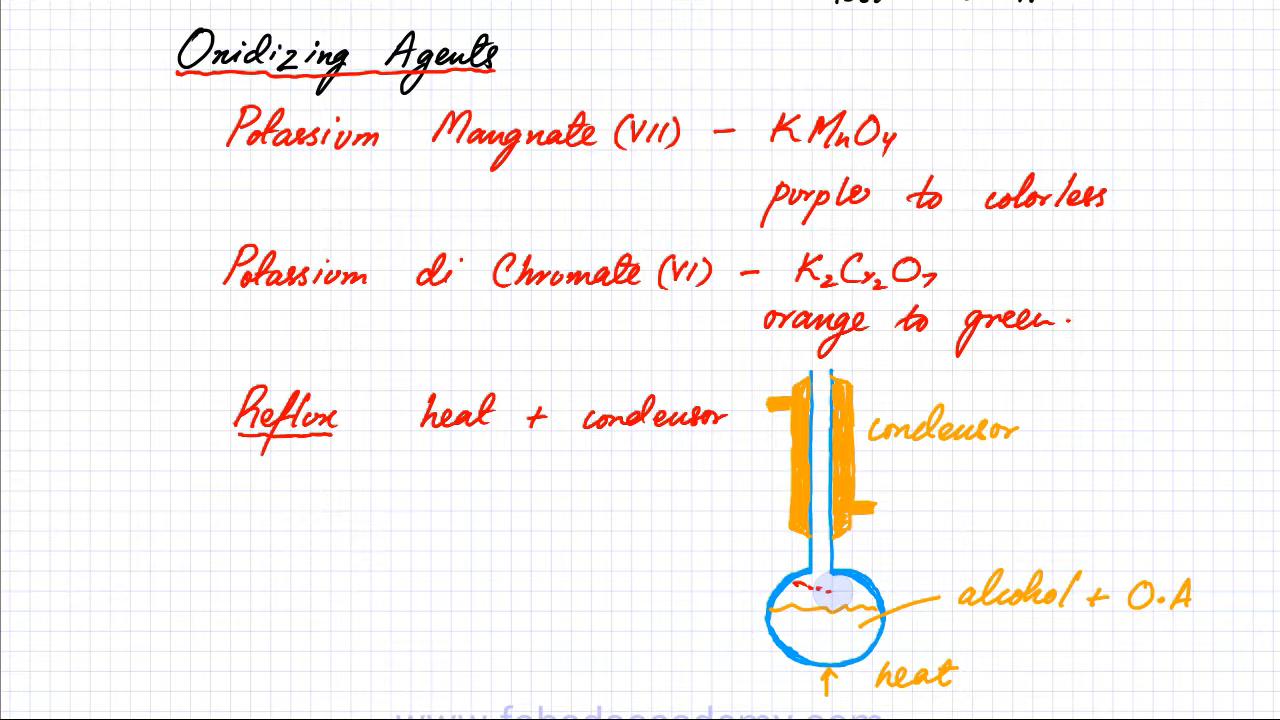 Oxidizing Agents
Potassium Mangnate (VII) - KMnO4
purple to colorless
Potassium di Chromate (VI) - K2Cr2O7
orange to green.
Reflux heat + condensor
condensor
alcohol + O.A
heat